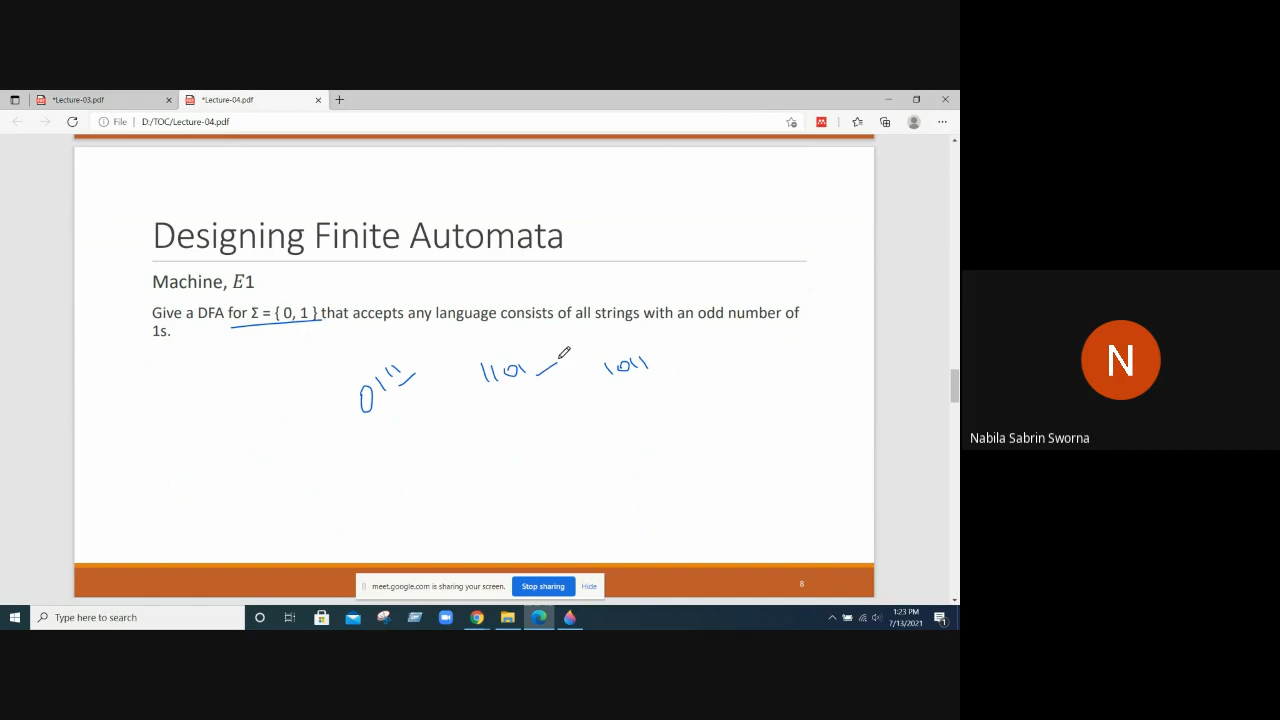 *Lecture-03.pdf
*Lecture-04.pdf
File
D:/TOC/Lecture-04.pdf
Designing Finite Automata
Machine, E1
Give a DFA for Σ = { 0, 1 } that accepts any language consists of all strings with an odd number of
1s.
0111 1101 1011
N
Nabila Sabrin Sworna
meet.google.com is sharing your screen.
Stop sharing
Hide
8
Type here to search
1:23 PM
7/13/2021